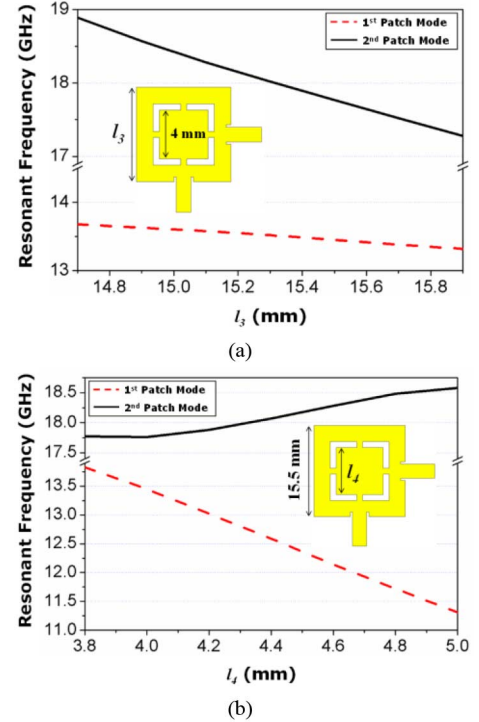 19
18
17
14
13
Resonant Frequency (GHz)
1st Patch Mode
2nd Patch Mode
l3
4 mm
14.8 15.0 15.2 15.4 15.6 15.8
l3 (mm)
(a)
18.5
18.0
17.5
13.5
13.0
12.5
12.0
11.5
11.0
Resonant Frequency (GHz)
1st Patch Mode
2nd Patch Mode
15.5 mm
l4
3.8 4.0 4.2 4.4 4.6 4.8 5.0
l4 (mm)
(b)